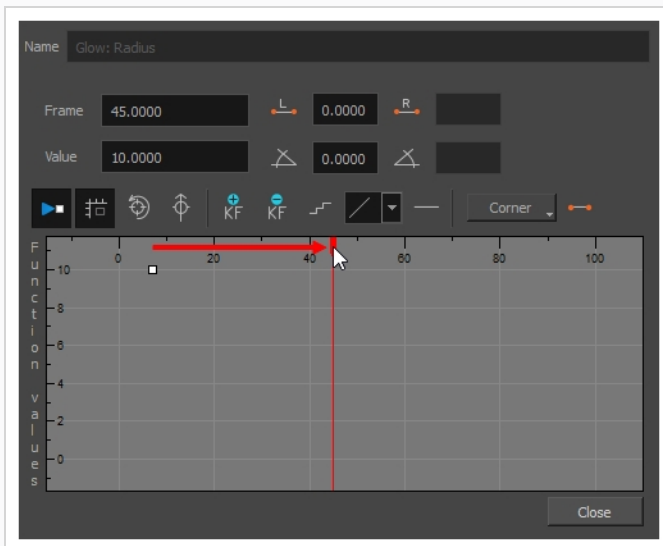 Name Glow: Radius
Frame 45.0000 L 0.0000 R
Value 10.0000 0.0000
KF KF Corner
Function values
0 20 40 60 80 100
10
8
6
4
2
0
Close